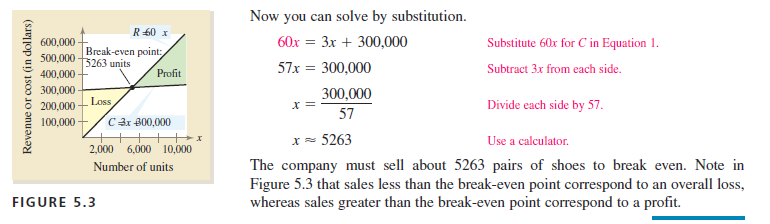 Revenue or cost (in dollars)
R = 60 x
600,000
500,000
400,000
300,000
200,000
100,000
Break-even point:
5263 units
Profit
Loss
C = 3x + 300,000
x
2,000 6,000 10,000
Number of units
FIGURE 5.3
Now you can solve by substitution.
60x = 3x + 300,000 Substitute 60x for C in Equation 1.
57x = 300,000 Subtract 3x from each side.
x = 300,000 / 57 Divide each side by 57.
x ≈ 5263 Use a calculator.
The company must sell about 5263 pairs of shoes to break even. Note in
Figure 5.3 that sales less than the break-even point correspond to an overall loss,
whereas sales greater than the break-even point correspond to a profit.